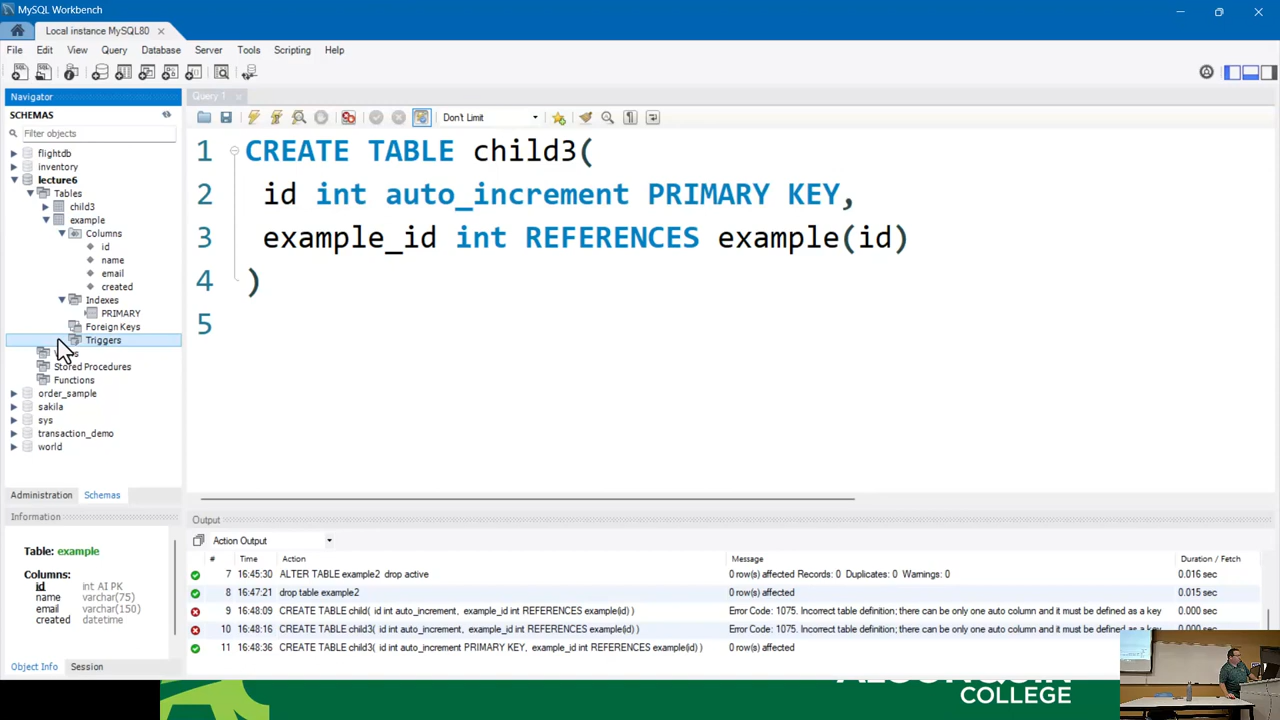 MySQL Workbench
Local instance MySQL80
File Edit View Query Database Server Tools Scripting Help
Navigator
SCHEMAS
Filter objects
flightdb
inventory
lecture6
Tables
child3
example
Columns
id
name
email
created
Indexes
PRIMARY
Foreign Keys
Triggers
Stored Procedures
Functions
order_sample
sakila
sys
transaction_demo
world
Administration Schemas
Information
Table: example
Columns:
id int AI PK
name varchar(75)
email varchar(150)
created datetime
Object Info Session
Query 1
Don't Limit
1 CREATE TABLE child3(
2 id int auto_increment PRIMARY KEY,
3 example_id int REFERENCES example(id)
4 )
5
Output
Action Output
# Time Action Message Duration / Fetch
7 16:45:30 ALTER TABLE example2 drop active 0 row(s) affected Records: 0 Duplicates: 0 Warnings: 0 0.016 sec
8 16:47:21 drop table example2 0 row(s) affected 0.015 sec
9 16:48:09 CREATE TABLE child( id int auto_increment, example_id int REFERENCES example(id) ) Error Code: 1075. Incorrect table definition; there can be only one auto column and it must be defined as a key 0.000 sec
10 16:48:16 CREATE TABLE child3( id int auto_increment, example_id int REFERENCES example(id) ) Error Code: 1075. Incorrect table definition; there can be only one auto column and it must be defined as a key 0.000 sec
11 16:48:36 CREATE TABLE child3( id int auto_increment PRIMARY KEY, example_id int REFERENCES example(id) ) 0 row(s) affected
COLLEGE